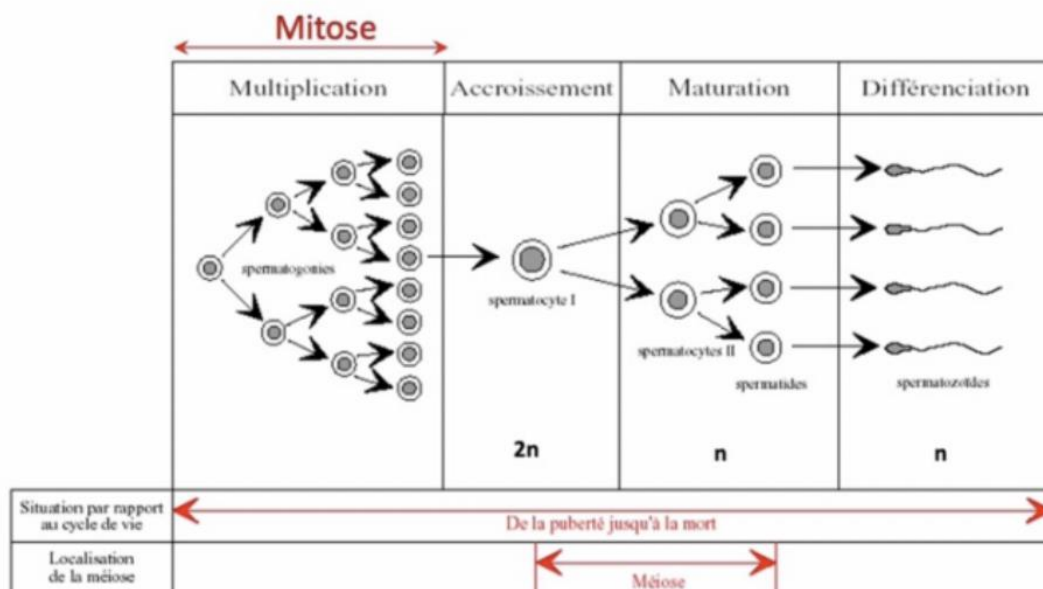 Mitose
Multiplication
Accroissement
Maturation
Différenciation
spermatogonies
spermatocyte I
spermatocytes II
spermatides
spermatozoïdes
2n
n
n
Situation par rapport
au cycle de vie
De la puberté jusqu'à la mort
Localisation
de la méiose
Méiose